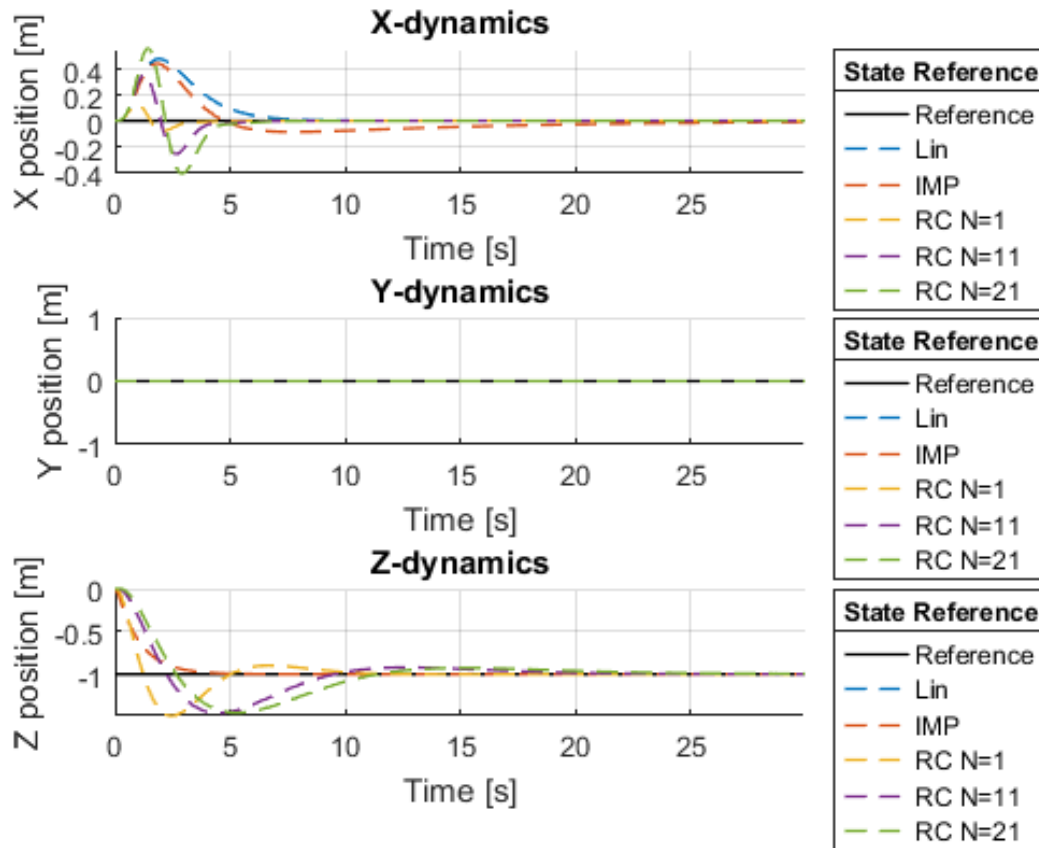 X-dynamics
X position [m]
0.4
0.2
0
-0.2
-0.4
0 5 10 15 20 25
Time [s]
State Reference
Reference
Lin
IMP
RC N=1
RC N=11
RC N=21
Y-dynamics
Y position [m]
1
0
-1
0 5 10 15 20 25
Time [s]
State Reference
Reference
Lin
IMP
RC N=1
RC N=11
RC N=21
Z-dynamics
Z position [m]
0
-0.5
-1
0 5 10 15 20 25
Time [s]
State Reference
Reference
Lin
IMP
RC N=1
RC N=11
RC N=21